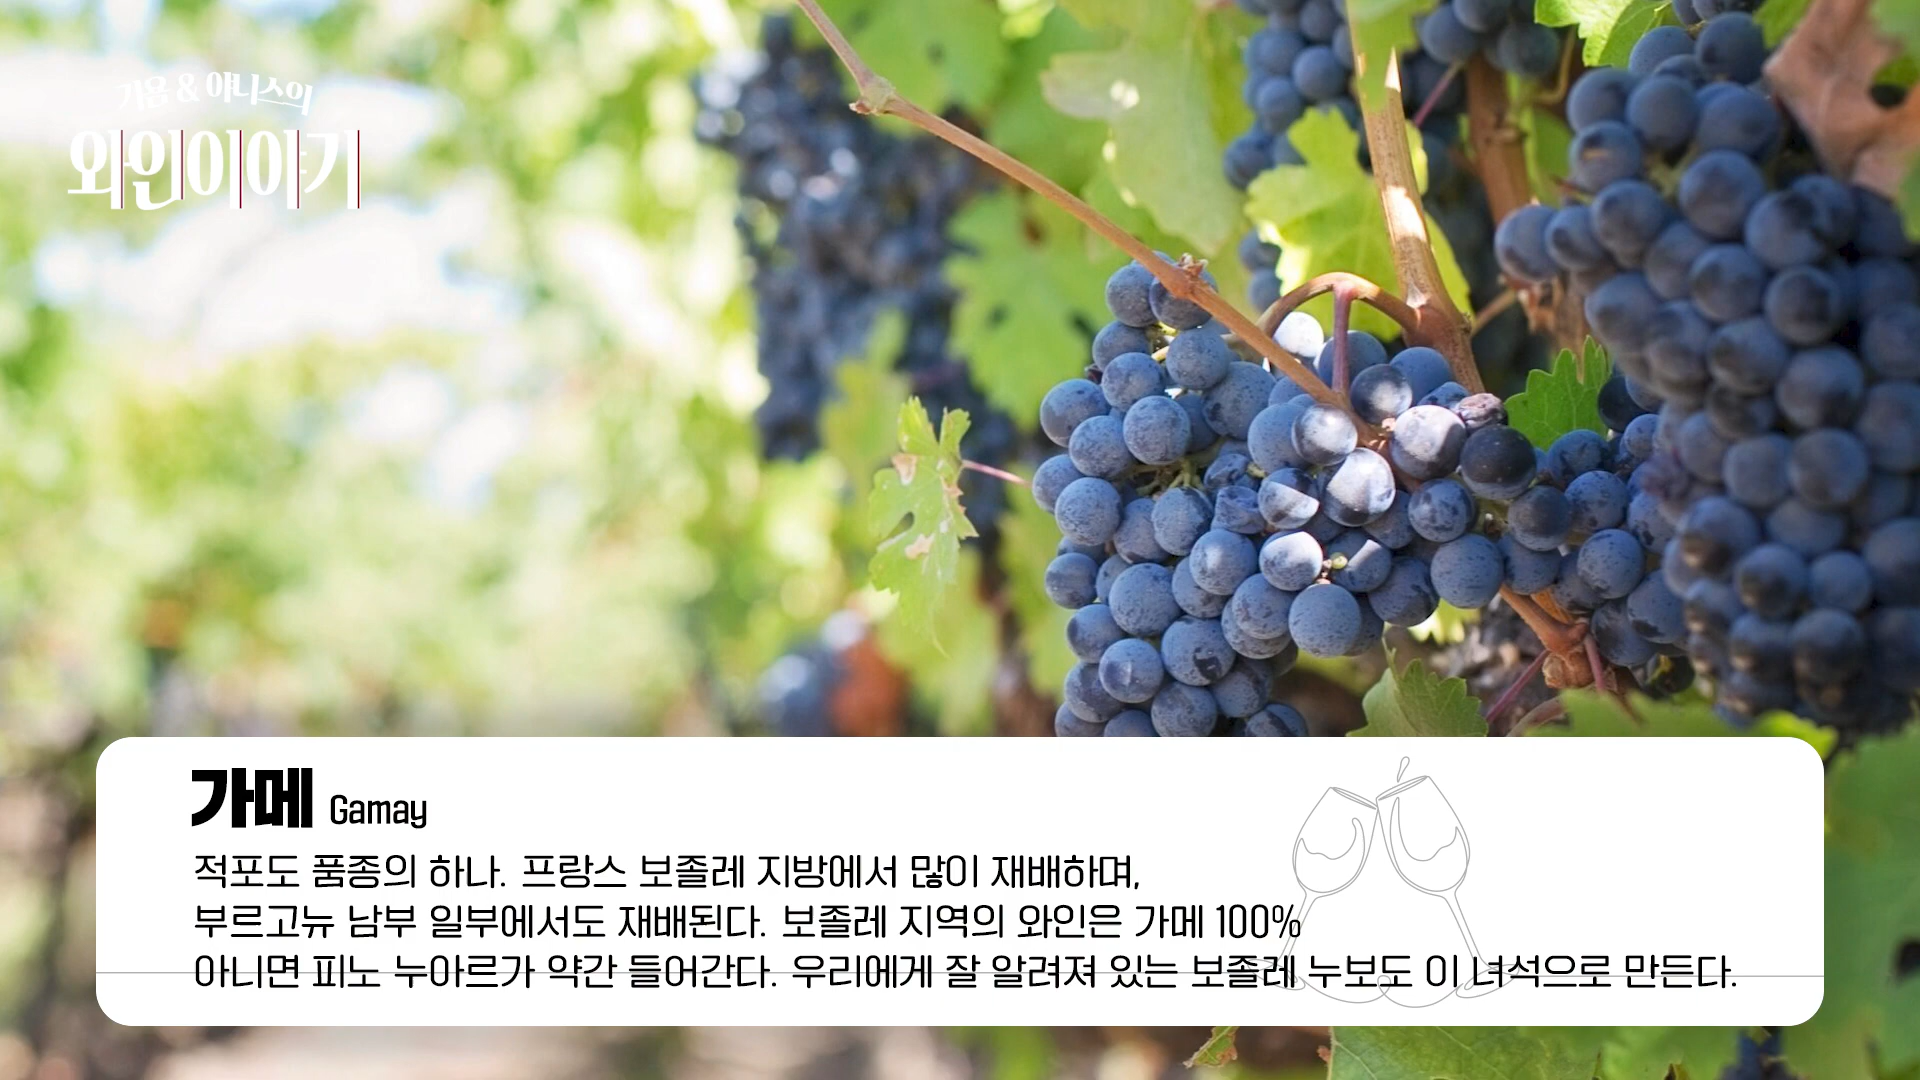 기욤 & 야니스의
와인이야기
가메 Gamay
적포도 품종의 하나. 프랑스 보졸레 지방에서 많이 재배하며,
부르고뉴 남부 일부에서도 재배된다. 보졸레 지역의 와인은 가메 100%
아니면 피노 누아르가 약간 들어간다. 우리에게 잘 알려져 있는 보졸레 누보도 이 녀석으로 만든다.